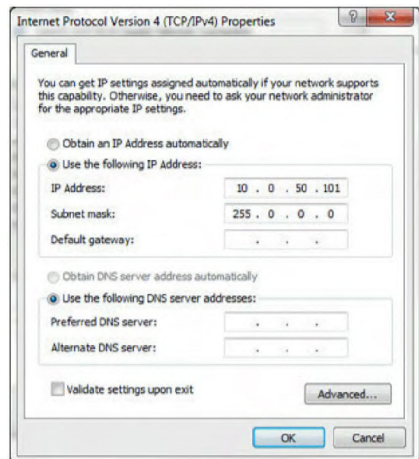 Internet Protocol Version 4 (TCP/IPv4) Properties
General
You can get IP settings assigned automatically if your network supports
this capability. Otherwise, you need to ask your network administrator
for the appropriate IP settings.
Obtain an IP Address automatically
Use the following IP Address:
IP Address: 10 . 0 . 50 . 101
Subnet mask: 255 . 0 . 0 . 0
Default gateway: . . .
Obtain DNS server address automatically
Use the following DNS server addresses:
Preferred DNS server: . . .
Alternate DNS server: . . .
Validate settings upon exit
Advanced...
OK Cancel